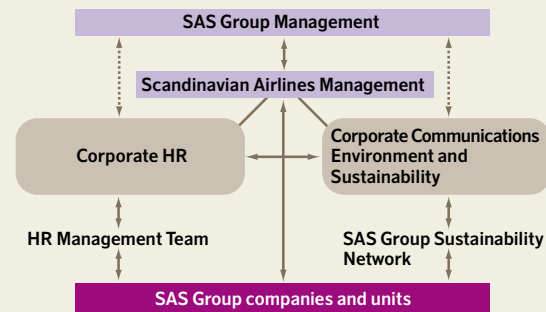 SAS Group Management
Scandinavian Airlines Management
Corporate HR
Corporate Communications
Environment and
Sustainability
HR Management Team
SAS Group Sustainability
Network
SAS Group companies and units